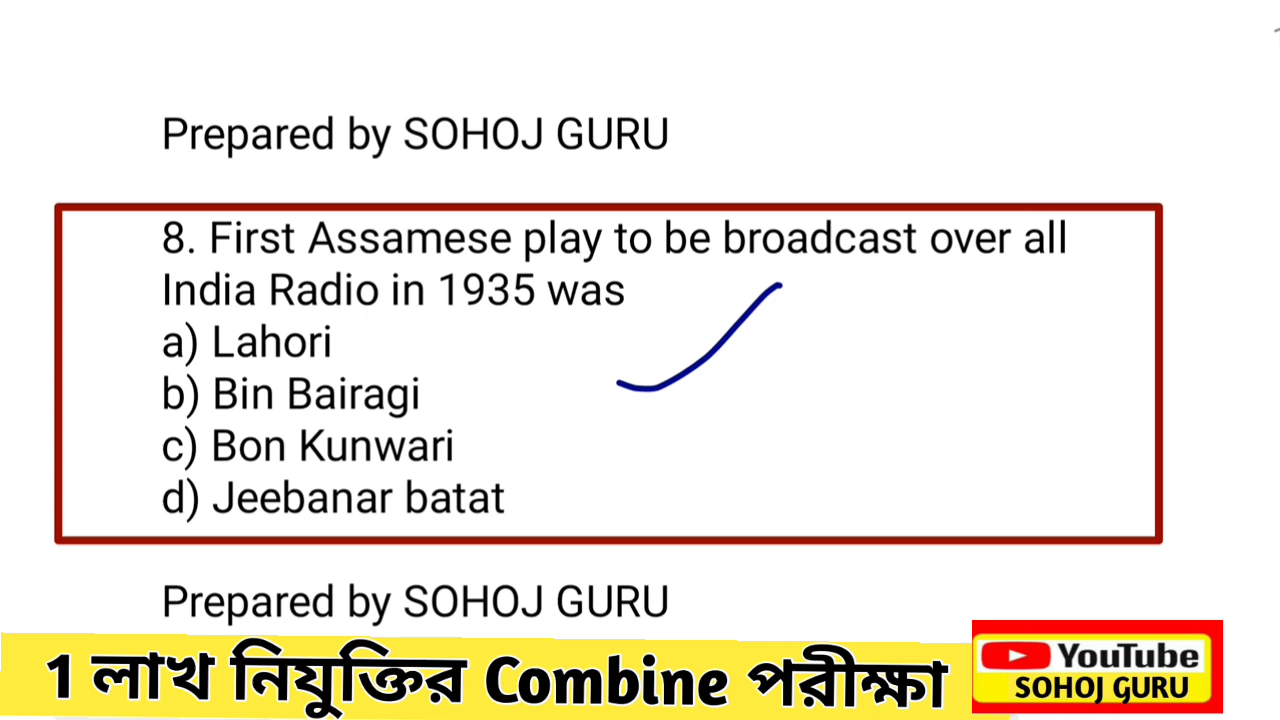 Prepared by SOHOJ GURU
8. First Assamese play to be broadcast over all
India Radio in 1935 was
a) Lahori
b) Bin Bairagi
c) Bon Kunwari
d) Jeebanar batat
Prepared by SOHOJ GURU
1 লাখ নিযুক্তিৰ Combine পৰীক্ষা
YouTube
SOHOJ GURU